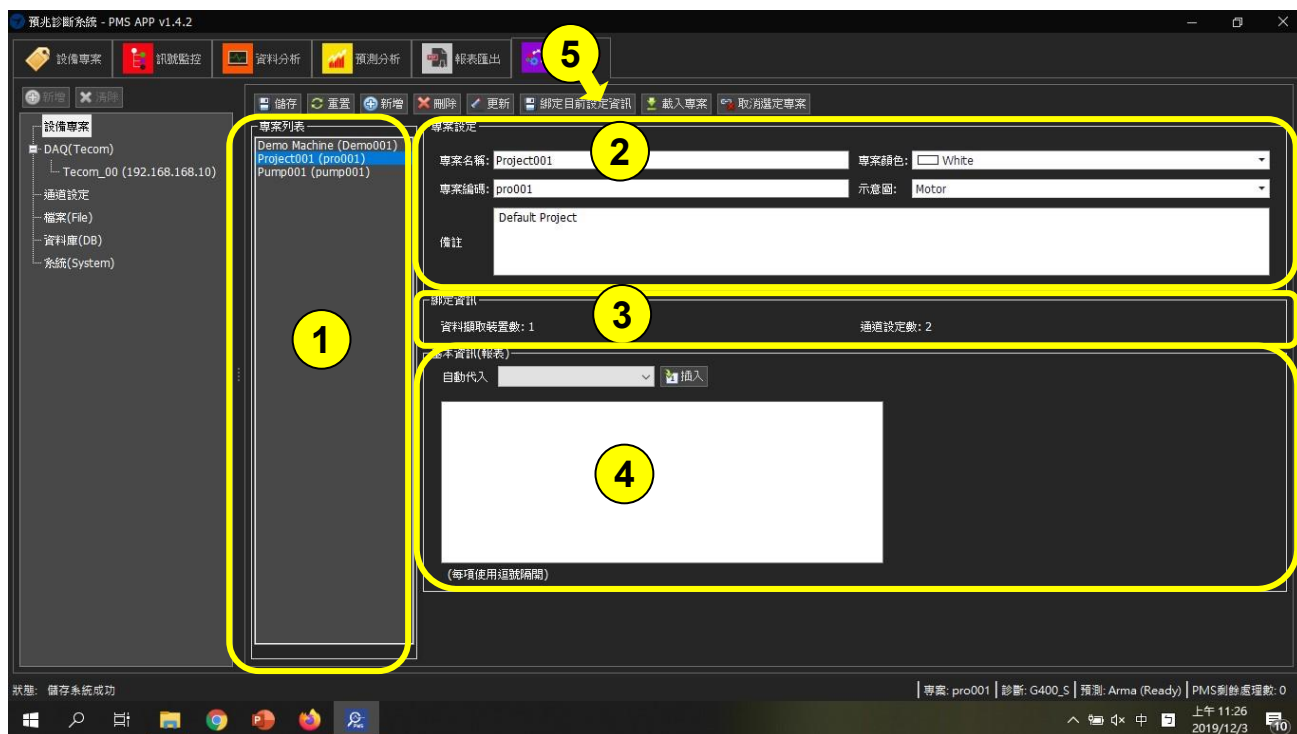 預兆診斷系統 - PMS APP v1.4.2
設備專案 訊號監控 資料分析 預測分析 報表匯出
5
新增 清除
儲存 重置 新增 刪除 更新 綁定目前設定資訊 載入專案 取消選定專案
設備專案
DAQ(Tecom)
Tecom_00 (192.168.168.10)
通道設定
檔案(File)
資料庫(DB)
系統(System)
專案列表
Demo Machine (Demo001)
Project001 (pro001)
Pump001 (pump001)
1
專案設定
2
專案名稱: Project001 專案顏色: White
專案編碼: pro001 示意圖: Motor
備註 Default Project
綁定資訊
3
資料擷取裝置數: 1 通道設定數: 2
基本資訊(報表)
自動代入 插入
4
(每項使用逗號隔開)
狀態: 儲存系統成功
專案: pro001 診斷: G400_S 預測: Arma (Ready) PMS剩餘處理數: 0
中 上午 11:26
2019/12/3
10